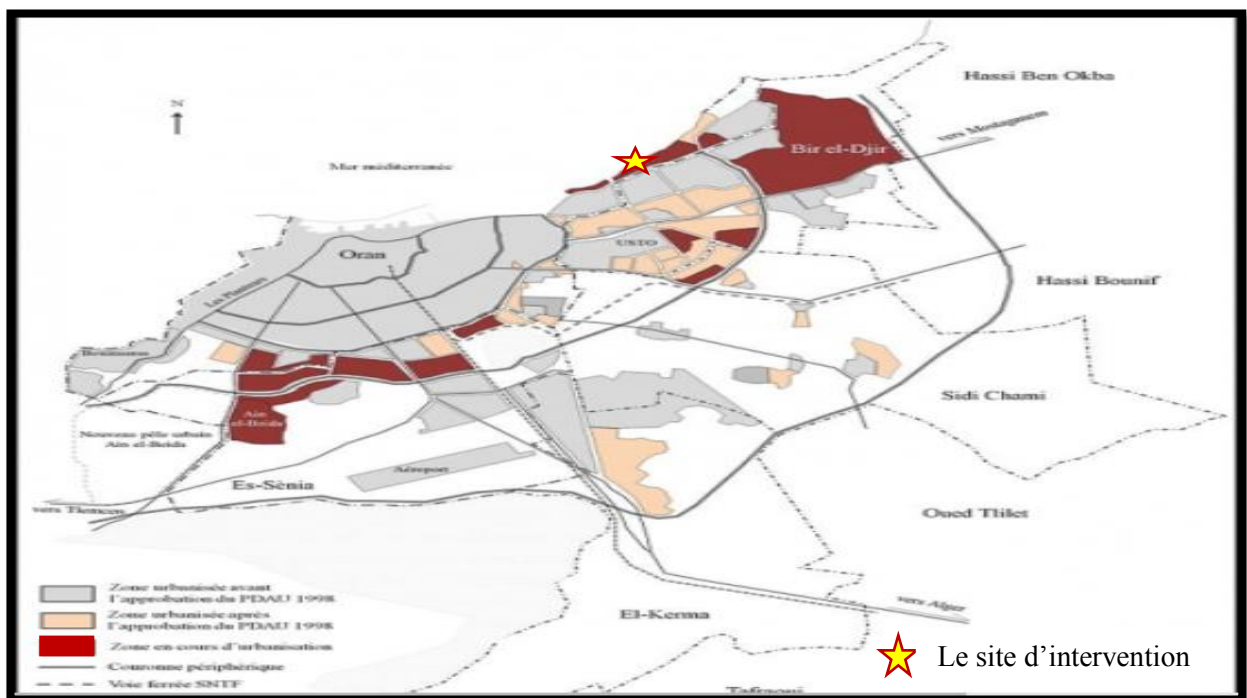 Hassi Ben Okba
N
vers Mostaganem
Bir el-Djir
Mer méditerranée
USTO
Oran
Hassi Bounif
Les Planteurs
Sidi Chami
Ain
el-Beida
Nouveau pôle urbain
Ain el-Beida
Aéroport
Es-Sénia
vers Tlemcen
Oued Tlilet
Zone urbanisée avant
l'approbation du PDAU 1998
Zone urbanisée après
l'approbation du PDAU 1998
El-Kerma
vers Alger
Zone en cours d'urbanisation
Le site d'intervention
Couronne périphérique
Voie ferrée SNTF
Tafraoui